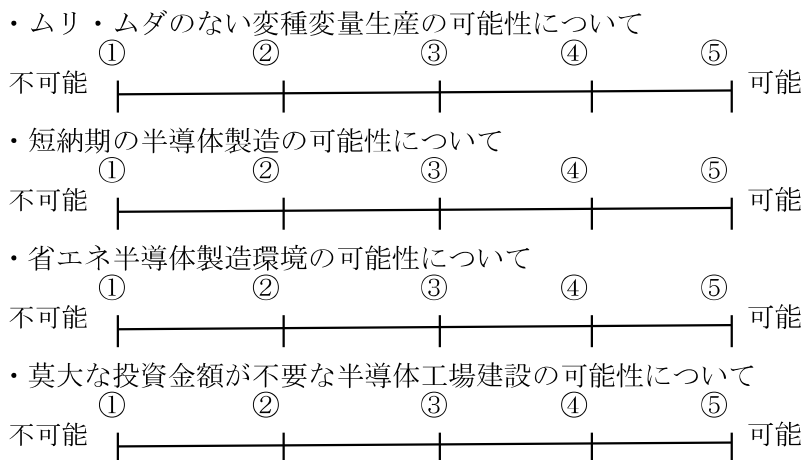 ・ムリ・ムダのない変種変量生産の可能性について
① ② ③ ④ ⑤
不可能 可能
・短納期の半導体製造の可能性について
① ② ③ ④ ⑤
不可能 可能
・省エネ半導体製造環境の可能性について
① ② ③ ④ ⑤
不可能 可能
・莫大な投資金額が不要な半導体工場建設の可能性について
① ② ③ ④ ⑤
不可能 可能